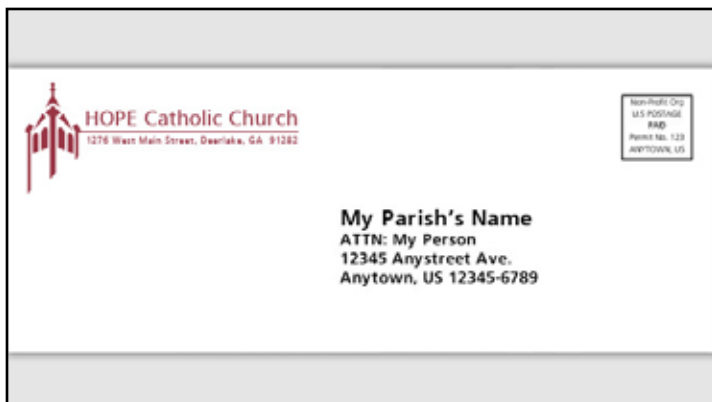 HOPE Catholic Church
1276 West Main Street, Deerlake, GA 91282
Non-Profit Org
U.S POSTAGE
PAID
Permit No. 123
ANYTOWN, US
My Parish's Name
ATTN: My Person
12345 Anystreet Ave.
Anytown, US 12345-6789